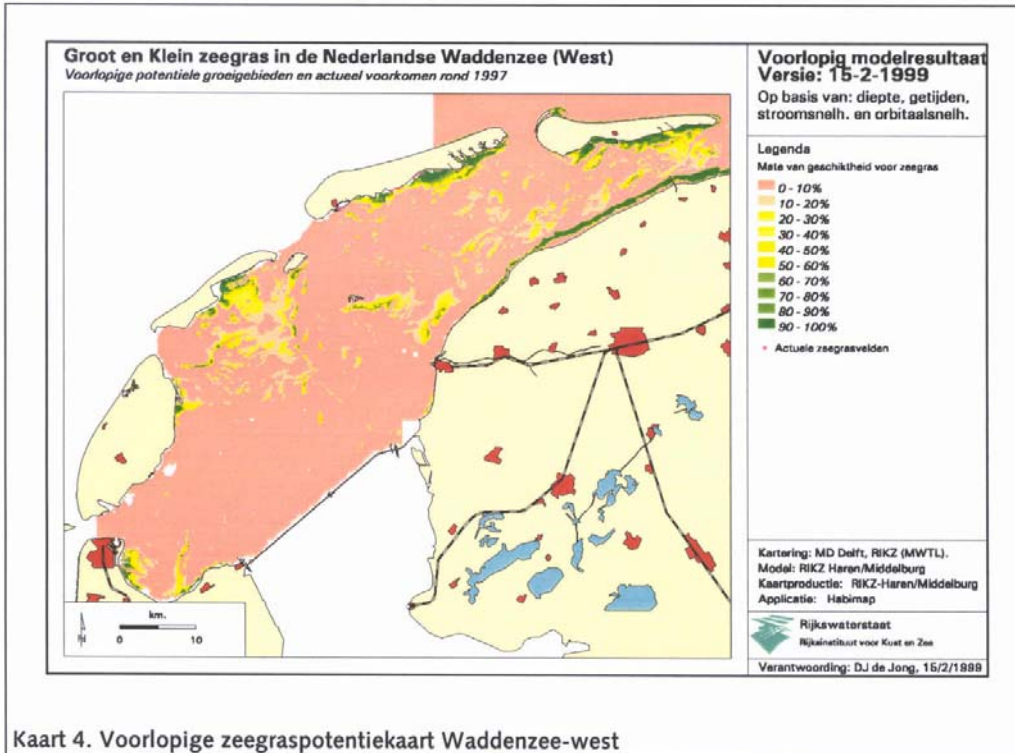 Groot en Klein zeegras in de Nederlandse Waddenzee (West)
Voorlopige potentiele groeigebieden en actueel voorkomen rond 1997
Voorlopig modelresultaat
Versie: 15-2-1999
Op basis van: diepte, getijden,
stroomsnelh. en orbitaalsnelh.
Legenda
Mate van geschiktheid voor zeegras
0 - 10%
10 - 20%
20 - 30%
30 - 40%
40 - 50%
50 - 60%
60 - 70%
70 - 80%
80 - 90%
90 - 100%
Actuele zeegrasvelden
km.
N
0 10
Kartering: MD Delft, RIKZ (MWTL).
Model: RIKZ Haren/Middelburg
Kaartproductie: RIKZ-Haren/Middelburg
Applicatie: Habimap
Rijkswaterstaat
Rijksinstituut voor Kust en Zee
Verantwoording: DJ de Jong, 15/2/1999
Kaart 4. Voorlopige zeegraspotentiekaart Waddenzee-west